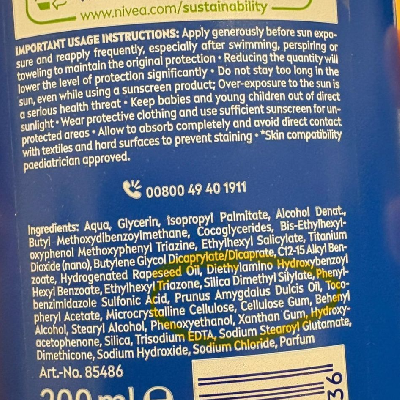 www.nivea.com/sustainability
IMPORTANT USAGE INSTRUCTIONS: Apply generously before sun expo-
sure and reapply frequently, especially after swimming, perspiring or
toweling to maintain the original protection • Reducing the quantity will
lower the level of protection significantly • Do not stay too long in the
sun, even while using a sunscreen product; Over-exposure to the sun is
a serious health threat • Keep babies and young children out of direct
sunlight • Wear protective clothing and use sufficient sunscreen for un-
protected areas • Allow to absorb completely and avoid direct contact
with textiles and hard surfaces to prevent staining • *Skin compatibility
paediatrician approved.
00800 49 40 1911
Ingredients: Aqua, Glycerin, Isopropyl Palmitate, Alcohol Denat.,
Butyl Methoxydibenzoylmethane, Cocoglycerides, Bis-Ethylhexyl-
oxyphenol Methoxyphenyl Triazine, Ethylhexyl Salicylate, Titanium
Dioxide (nano), Butylene Glycol Dicaprylate/Dicaprate, C12-15 Alkyl Ben-
zoate, Hydrogenated Rapeseed Oil, Diethylamino Hydroxybenzoyl
Hexyl Benzoate, Ethylhexyl Triazone, Silica Dimethyl Silylate, Phenyl-
benzimidazole Sulfonic Acid, Prunus Amygdalus Dulcis Oil, Toco-
pheryl Acetate, Microcrystalline Cellulose, Cellulose Gum, Behenyl
Alcohol, Stearyl Alcohol, Phenoxyethanol, Xanthan Gum, Hydroxy-
acetophenone, Silica, Trisodium EDTA, Sodium Stearoyl Glutamate,
Dimethicone, Sodium Hydroxide, Sodium Chloride, Parfum
Art.-No. 85486
200 ml e
36